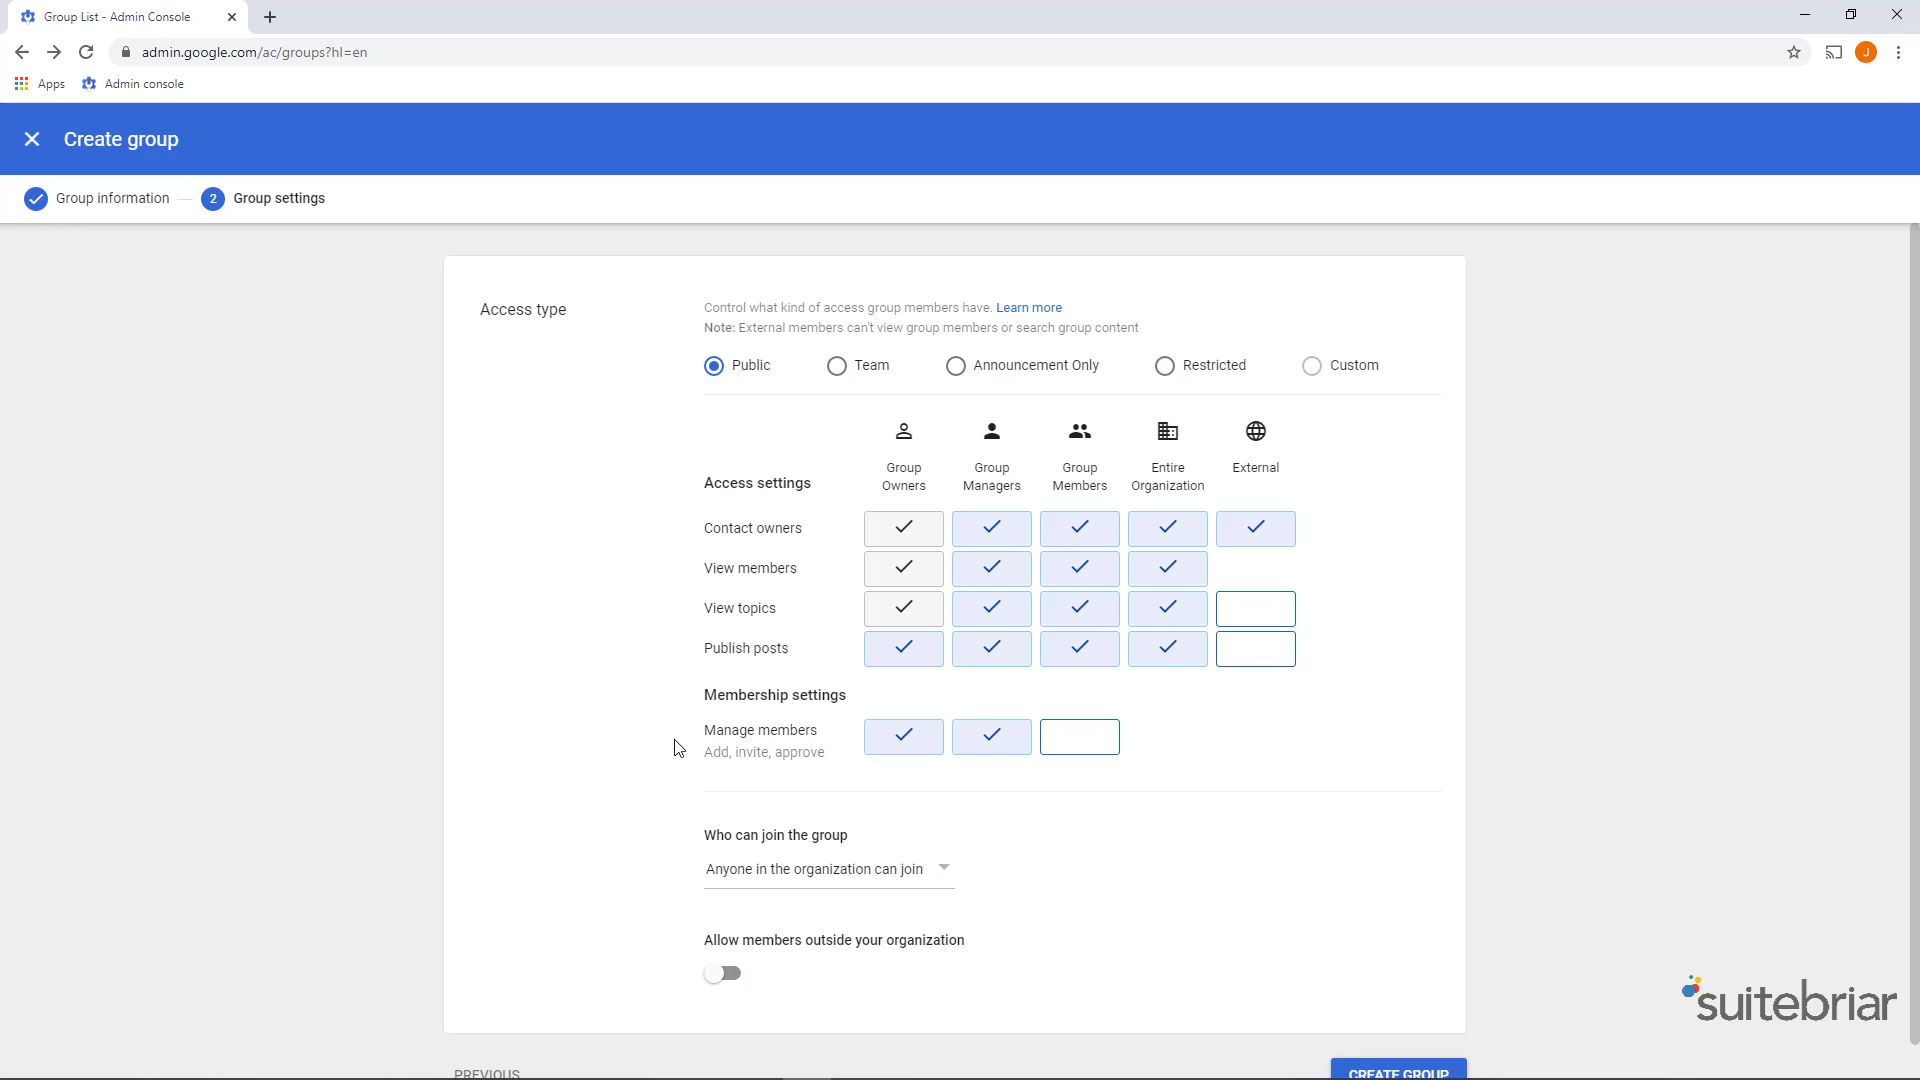 Group List - Admin Console
admin.google.com/ac/groups?hl=en
J
Apps
Admin console
Create group
Group information
2
Group settings
Access type
Control what kind of access group members have. Learn more
Note: External members can't view group members or search group content
Public
Team
Announcement Only
Restricted
Custom
Access settings
Group Owners
Group Managers
Group Members
Entire Organization
External
Contact owners
View members
View topics
Publish posts
Membership settings
Manage members
Add, invite, approve
Who can join the group
Anyone in the organization can join
Allow members outside your organization
suitebriar
PREVIOUS
CREATE GROUP